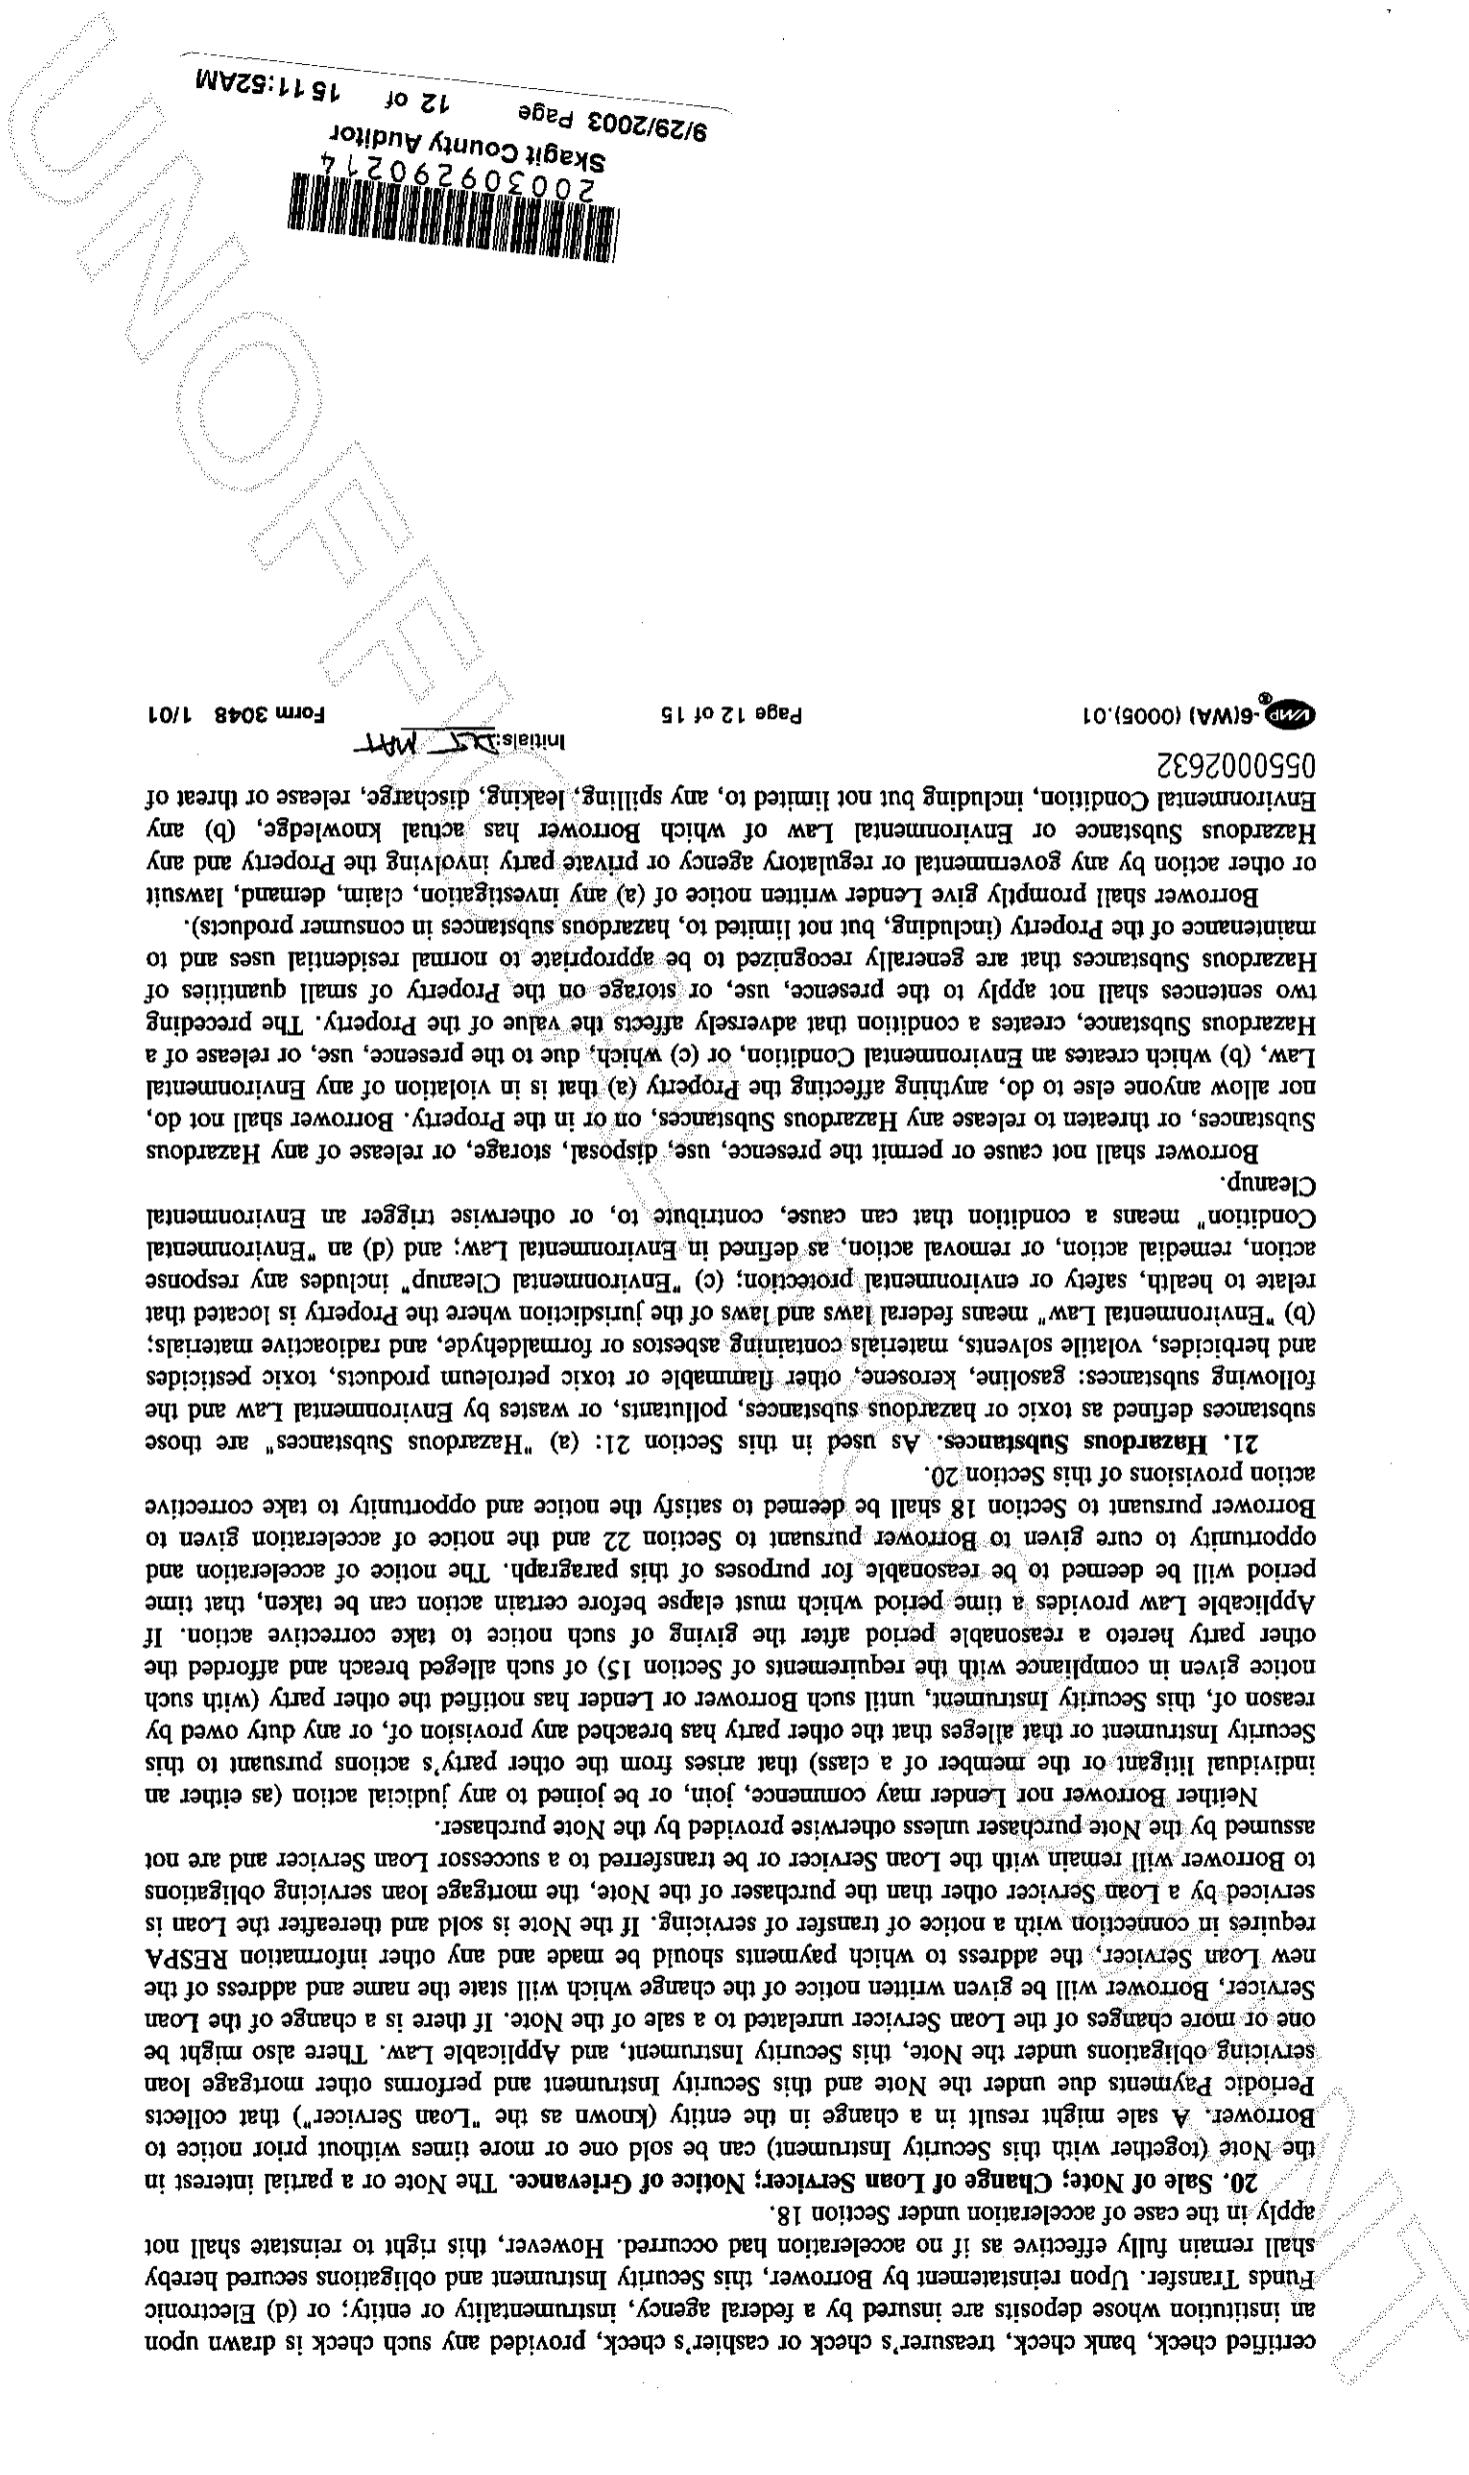 certified check, bank check, treasurer's check or cashier's check, provided any such check is drawn upon
an institution whose deposits are insured by a federal agency, instrumentality or entity; or (d) Electronic
Funds Transfer. Upon reinstatement by Borrower, this Security Instrument and obligations secured hereby
shall remain fully effective as if no acceleration had occurred. However, this right to reinstate shall not
apply in the case of acceleration under Section 18.
20. Sale of Note; Change of Loan Servicer; Notice of Grievance. The Note or a partial interest in
the Note (together with this Security Instrument) can be sold one or more times without prior notice to
Borrower. A sale might result in a change in the entity (known as the "Loan Servicer") that collects
Periodic Payments due under the Note and this Security Instrument and performs other mortgage loan
servicing obligations under the Note, this Security Instrument, and Applicable Law. There also might be
one or more changes of the Loan Servicer unrelated to a sale of the Note. If there is a change of the Loan
Servicer, Borrower will be given written notice of the change which will state the name and address of the
new Loan Servicer, the address to which payments should be made and any other information RESPA
requires in connection with a notice of transfer of servicing. If the Note is sold and thereafter the Loan is
serviced by a Loan Servicer other than the purchaser of the Note, the mortgage loan servicing obligations
to Borrower will remain with the Loan Servicer or be transferred to a successor Loan Servicer and are not
assumed by the Note purchaser unless otherwise provided by the Note purchaser.
Neither Borrower nor Lender may commence, join, or be joined to any judicial action (as either an
individual litigant or the member of a class) that arises from the other party's actions pursuant to this
Security Instrument or that alleges that the other party has breached any provision of, or any duty owed by
reason of, this Security Instrument, until such Borrower or Lender has notified the other party (with such
notice given in compliance with the requirements of Section 15) of such alleged breach and afforded the
other party hereto a reasonable period after the giving of such notice to take corrective action. If
Applicable Law provides a time period which must elapse before certain action can be taken, that time
period will be deemed to be reasonable for purposes of this paragraph. The notice of acceleration and
opportunity to cure given to Borrower pursuant to Section 22 and the notice of acceleration given to
Borrower pursuant to Section 18 shall be deemed to satisfy the notice and opportunity to take corrective
action provisions of this Section 20.
21. Hazardous Substances. As used in this Section 21: (a) "Hazardous Substances" are those
substances defined as toxic or hazardous substances, pollutants, or wastes by Environmental Law and the
following substances: gasoline, kerosene, other flammable or toxic petroleum products, toxic pesticides
and herbicides, volatile solvents, materials containing asbestos or formaldehyde, and radioactive materials;
(b) "Environmental Law" means federal laws and laws of the jurisdiction where the Property is located that
relate to health, safety or environmental protection; (c) "Environmental Cleanup" includes any response
action, remedial action, or removal action, as defined in Environmental Law; and (d) an "Environmental
Condition" means a condition that can cause, contribute to, or otherwise trigger an Environmental
Cleanup.
Borrower shall not cause or permit the presence, use, disposal, storage, or release of any Hazardous
Substances, or threaten to release any Hazardous Substances, on or in the Property. Borrower shall not do,
nor allow anyone else to do, anything affecting the Property (a) that is in violation of any Environmental
Law, (b) which creates an Environmental Condition, or (c) which, due to the presence, use, or release of a
Hazardous Substance, creates a condition that adversely affects the value of the Property. The preceding
two sentences shall not apply to the presence, use, or storage on the Property of small quantities of
Hazardous Substances that are generally recognized to be appropriate to normal residential uses and to
maintenance of the Property (including, but not limited to, hazardous substances in consumer products).
Borrower shall promptly give Lender written notice of (a) any investigation, claim, demand, lawsuit
or other action by any governmental or regulatory agency or private party involving the Property and any
Hazardous Substance or Environmental Law of which Borrower has actual knowledge, (b) any
Environmental Condition, including but not limited to, any spilling, leaking, discharge, release or threat of
0550002632
Initials:
VMP®-6(WA) (0005).01 Page 12 of 15 Form 3048 1/01
200309290214
Skagit County Auditor
9/29/2003 Page 12 of 15 11:52AM
UNOFFICIAL DOCUMENT